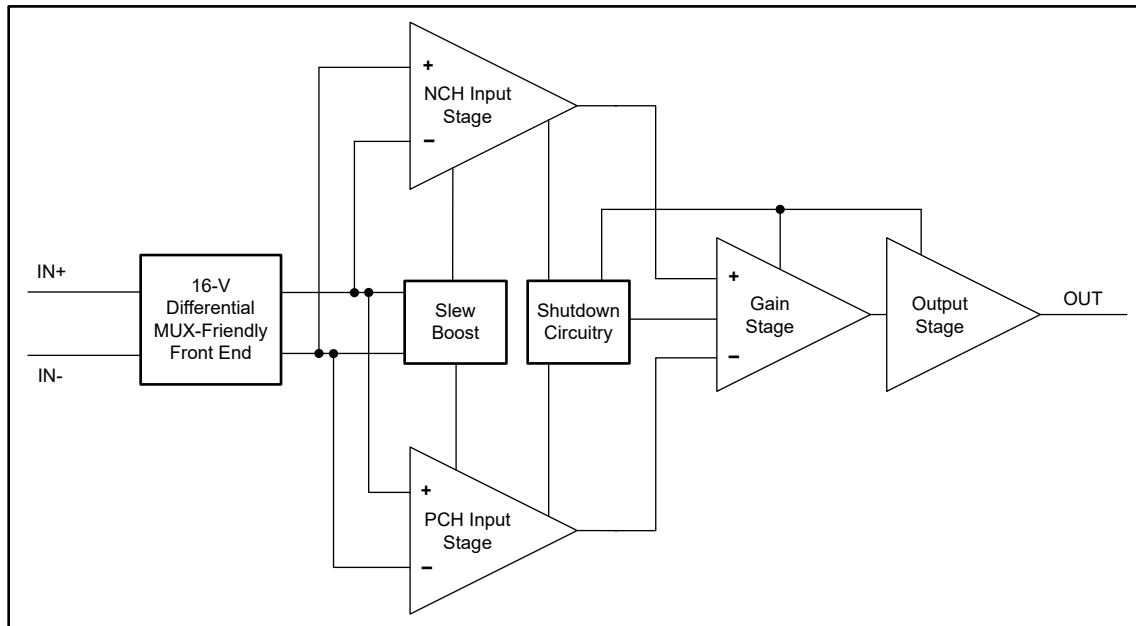 IN+
IN-
16-V
Differential
MUX-Friendly
Front End
+
NCH Input
Stage
−
Slew
Boost
Shutdown
Circuitry
+
PCH Input
Stage
−
+
Gain
Stage
−
Output
Stage
OUT